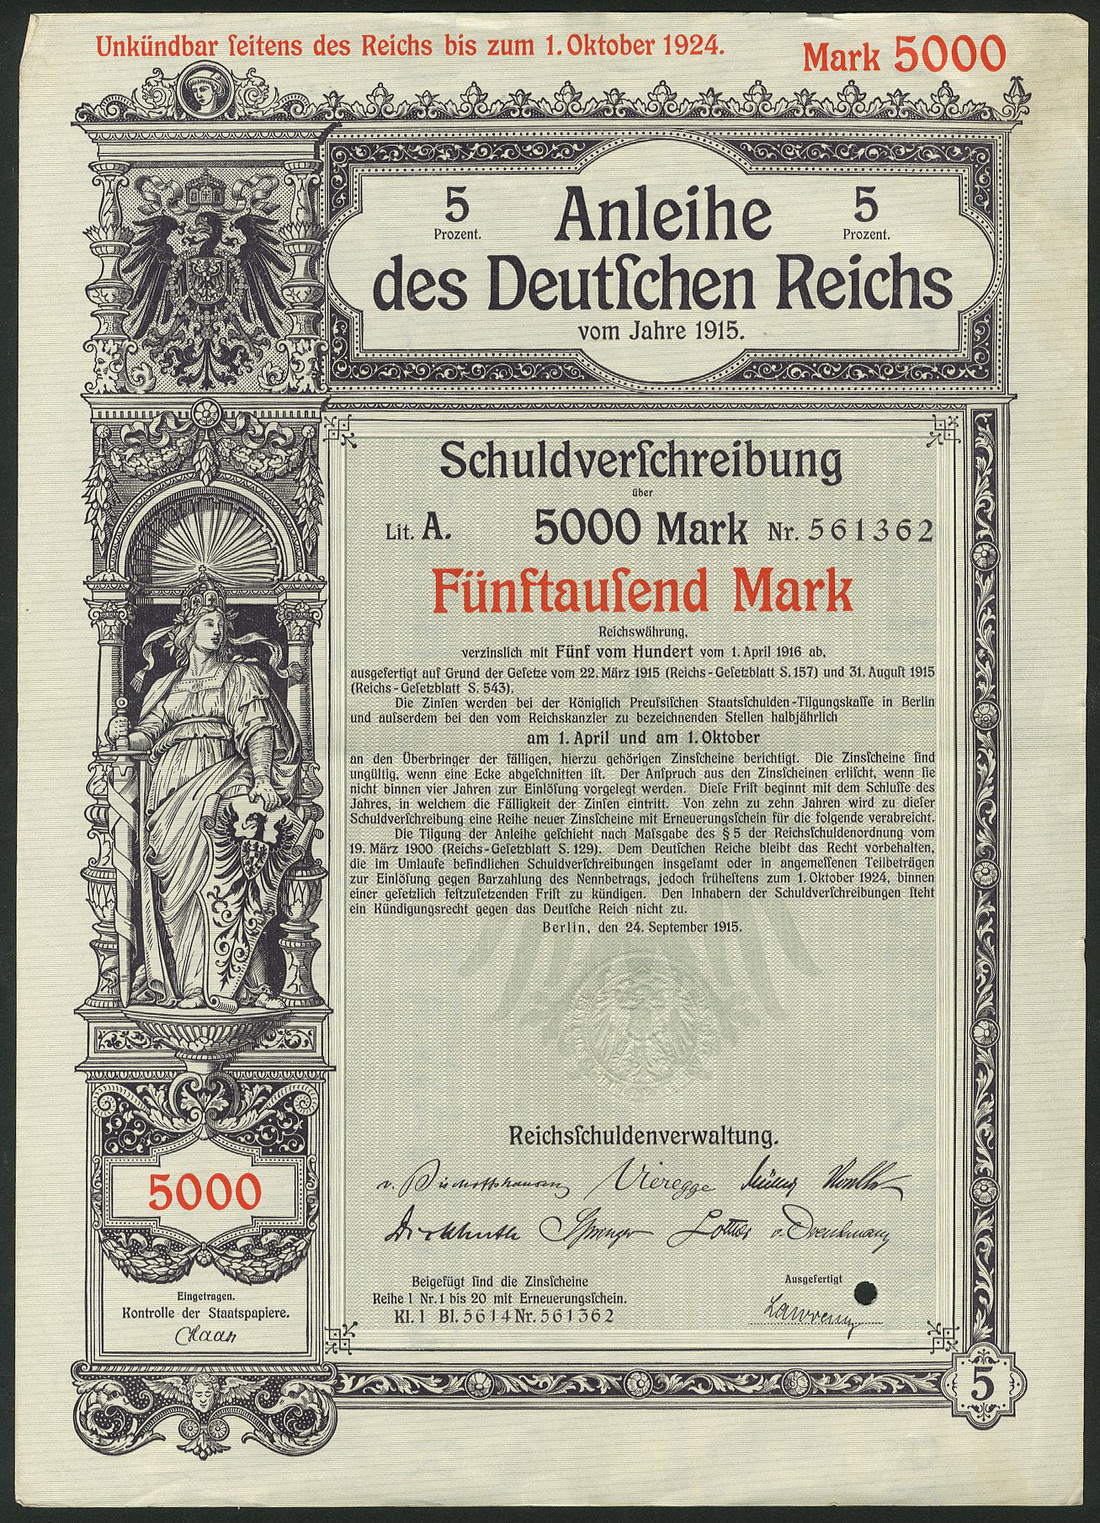 Unkündbar ſeitens des Reichs bis zum 1. Oktober 1924.
Mark 5000
5 Prozent.
Anleihe
5 Prozent.
des Deutſchen Reichs
vom Jahre 1915.
Schuldverſchreibung
über
Lit. A. 5000 Mark Nr. 561362
Fünftauſend Mark
Reichswährung,
verzinslich mit Fünf vom Hundert vom 1. April 1916 ab,
ausgefertigt auf Grund der Geſetze vom 22. März 1915 (Reichs-Geſetzblatt S. 157) und 31. Auguſt 1915
(Reichs-Geſetzblatt S. 543).
Die Zinſen werden bei der Königlich Preuſsiſchen Staatsſchulden-Tilgungskaſſe in Berlin
und auſserdem bei den vom Reichskanzler zu bezeichnenden Stellen halbjährlich
am 1. April und am 1. Oktober
an den Überbringer der fälligen, hierzu gehörigen Zinsſcheine berichtigt. Die Zinsſcheine ſind
ungültig, wenn eine Ecke abgeſchnitten iſt. Der Anſpruch aus den Zinsſcheinen erliſcht, wenn ſie
nicht binnen vier Jahren zur Einlöſung vorgelegt werden. Dieſe Friſt beginnt mit dem Schluſſe des
Jahres, in welchem die Fälligkeit der Zinſen eintritt. Von zehn zu zehn Jahren wird zu dieſer
Schuldverſchreibung eine Reihe neuer Zinsſcheine mit Erneuerungsſchein für die folgende verabreicht.
Die Tilgung der Anleihe geſchieht nach Maſsgabe des § 5 der Reichsſchuldenordnung vom
19. März 1900 (Reichs-Geſetzblatt S. 129). Dem Deutſchen Reiche bleibt das Recht vorbehalten,
die im Umlaufe befindlichen Schuldverſchreibungen insgeſamt oder in angemeſſenen Teilbeträgen
zur Einlöſung gegen Barzahlung des Nennbetrags, jedoch früheſtens zum 1. Oktober 1924, binnen
einer geſetzlich feſtzuſetzenden Friſt zu kündigen. Den Inhabern der Schuldverſchreibungen ſteht
ein Kündigungsrecht gegen das Deutſche Reich nicht zu.
Berlin, den 24. September 1915.
Reichsſchuldenverwaltung.
v. Bischoffshausen Vieregge Müller
Dickhuth Springer Lottner
5000
Eingetragen.
Kontrolle der Staatspapiere.
Haan
Beigefügt ſind die Zinsſcheine
Reihe I Nr. 1 bis 20 mit Erneuerungsſchein.
Kl. 1 Bl. 5614 Nr. 561362
Ausgefertigt
5